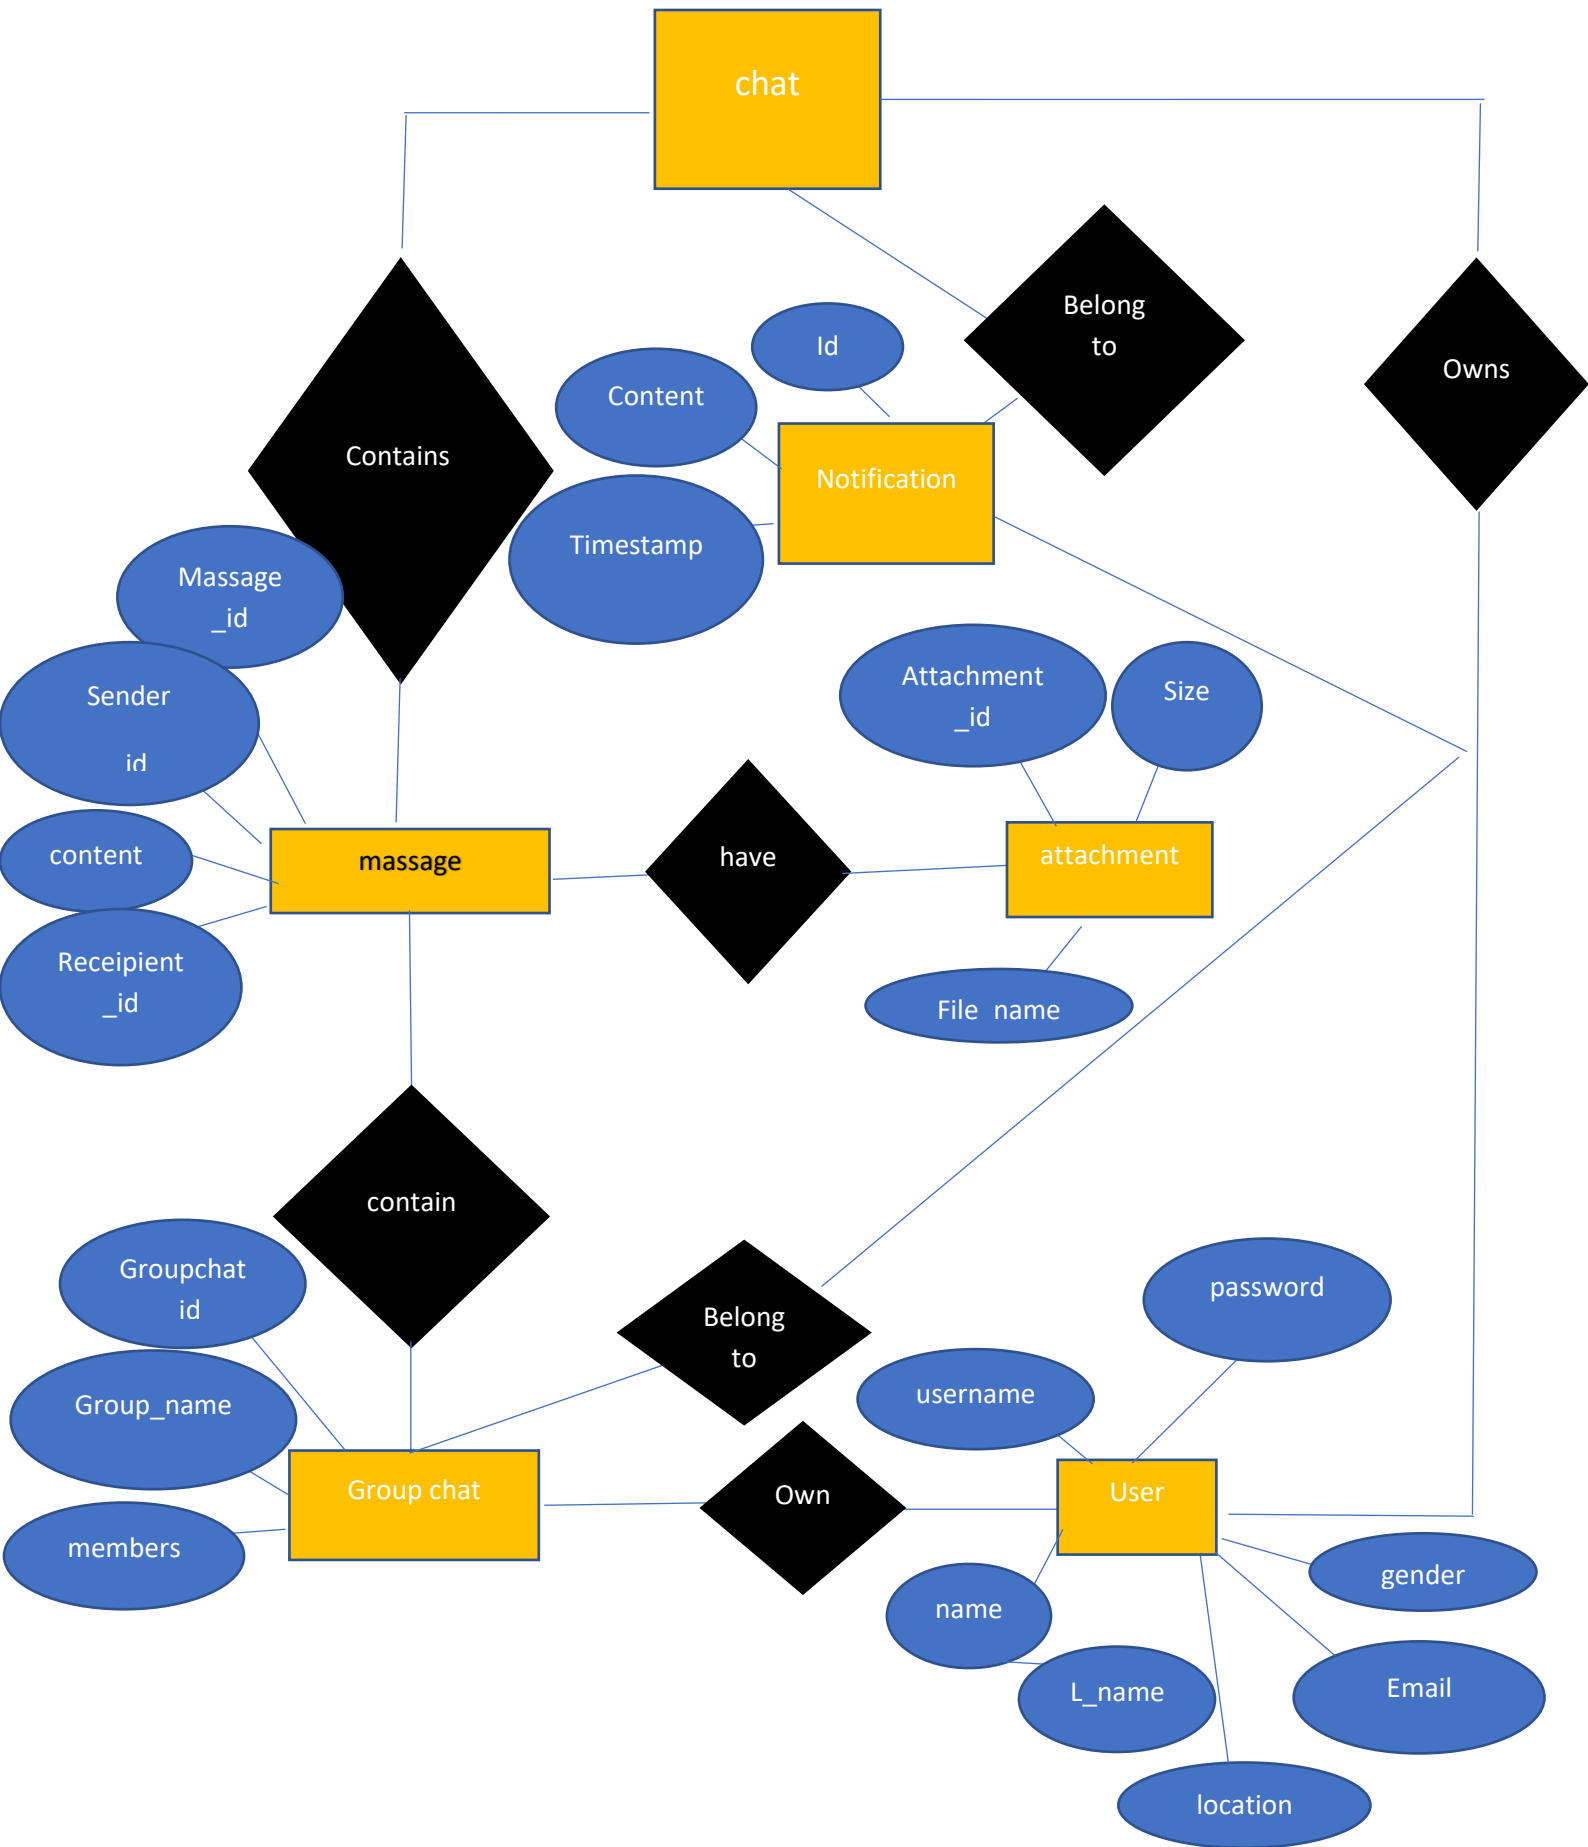 chat
Belong
to
Id
Owns
Content
Contains
Notification
Timestamp
Massage
_id
Attachment
_id
Size
Sender
id
have
content
massage
attachment
Receipient
_id
File name
contain
Groupchat
id
password
Belong
to
username
Group_name
Group chat
Own
User
members
gender
name
L_name
Email
location